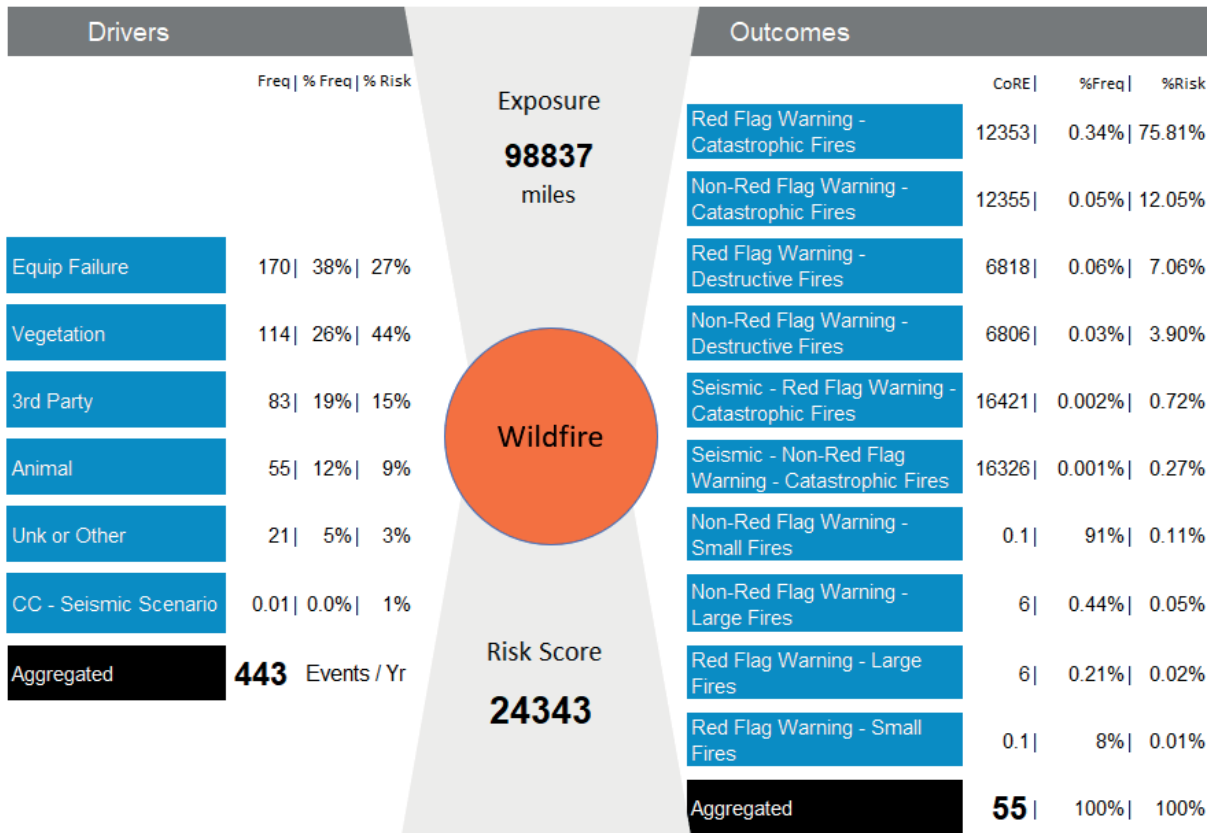 Drivers
Freq| % Freq| % Risk
Equip Failure 170| 38%| 27%
Vegetation 114| 26%| 44%
3rd Party 83| 19%| 15%
Animal 55| 12%| 9%
Unk or Other 21| 5%| 3%
CC - Seismic Scenario 0.01| 0.0%| 1%
Aggregated 443 Events / Yr
Exposure
98837
miles
Wildfire
Risk Score
24343
Outcomes
CoRE| %Freq| %Risk
Red Flag Warning -
Catastrophic Fires 12353| 0.34%| 75.81%
Non-Red Flag Warning -
Catastrophic Fires 12355| 0.05%| 12.05%
Red Flag Warning -
Destructive Fires 6818| 0.06%| 7.06%
Non-Red Flag Warning -
Destructive Fires 6806| 0.03%| 3.90%
Seismic - Red Flag Warning -
Catastrophic Fires 16421| 0.002%| 0.72%
Seismic - Non-Red Flag
Warning - Catastrophic Fires 16326| 0.001%| 0.27%
Non-Red Flag Warning -
Small Fires 0.1| 91%| 0.11%
Non-Red Flag Warning -
Large Fires 6| 0.44%| 0.05%
Red Flag Warning - Large
Fires 6| 0.21%| 0.02%
Red Flag Warning - Small
Fires 0.1| 8%| 0.01%
Aggregated 55| 100%| 100%